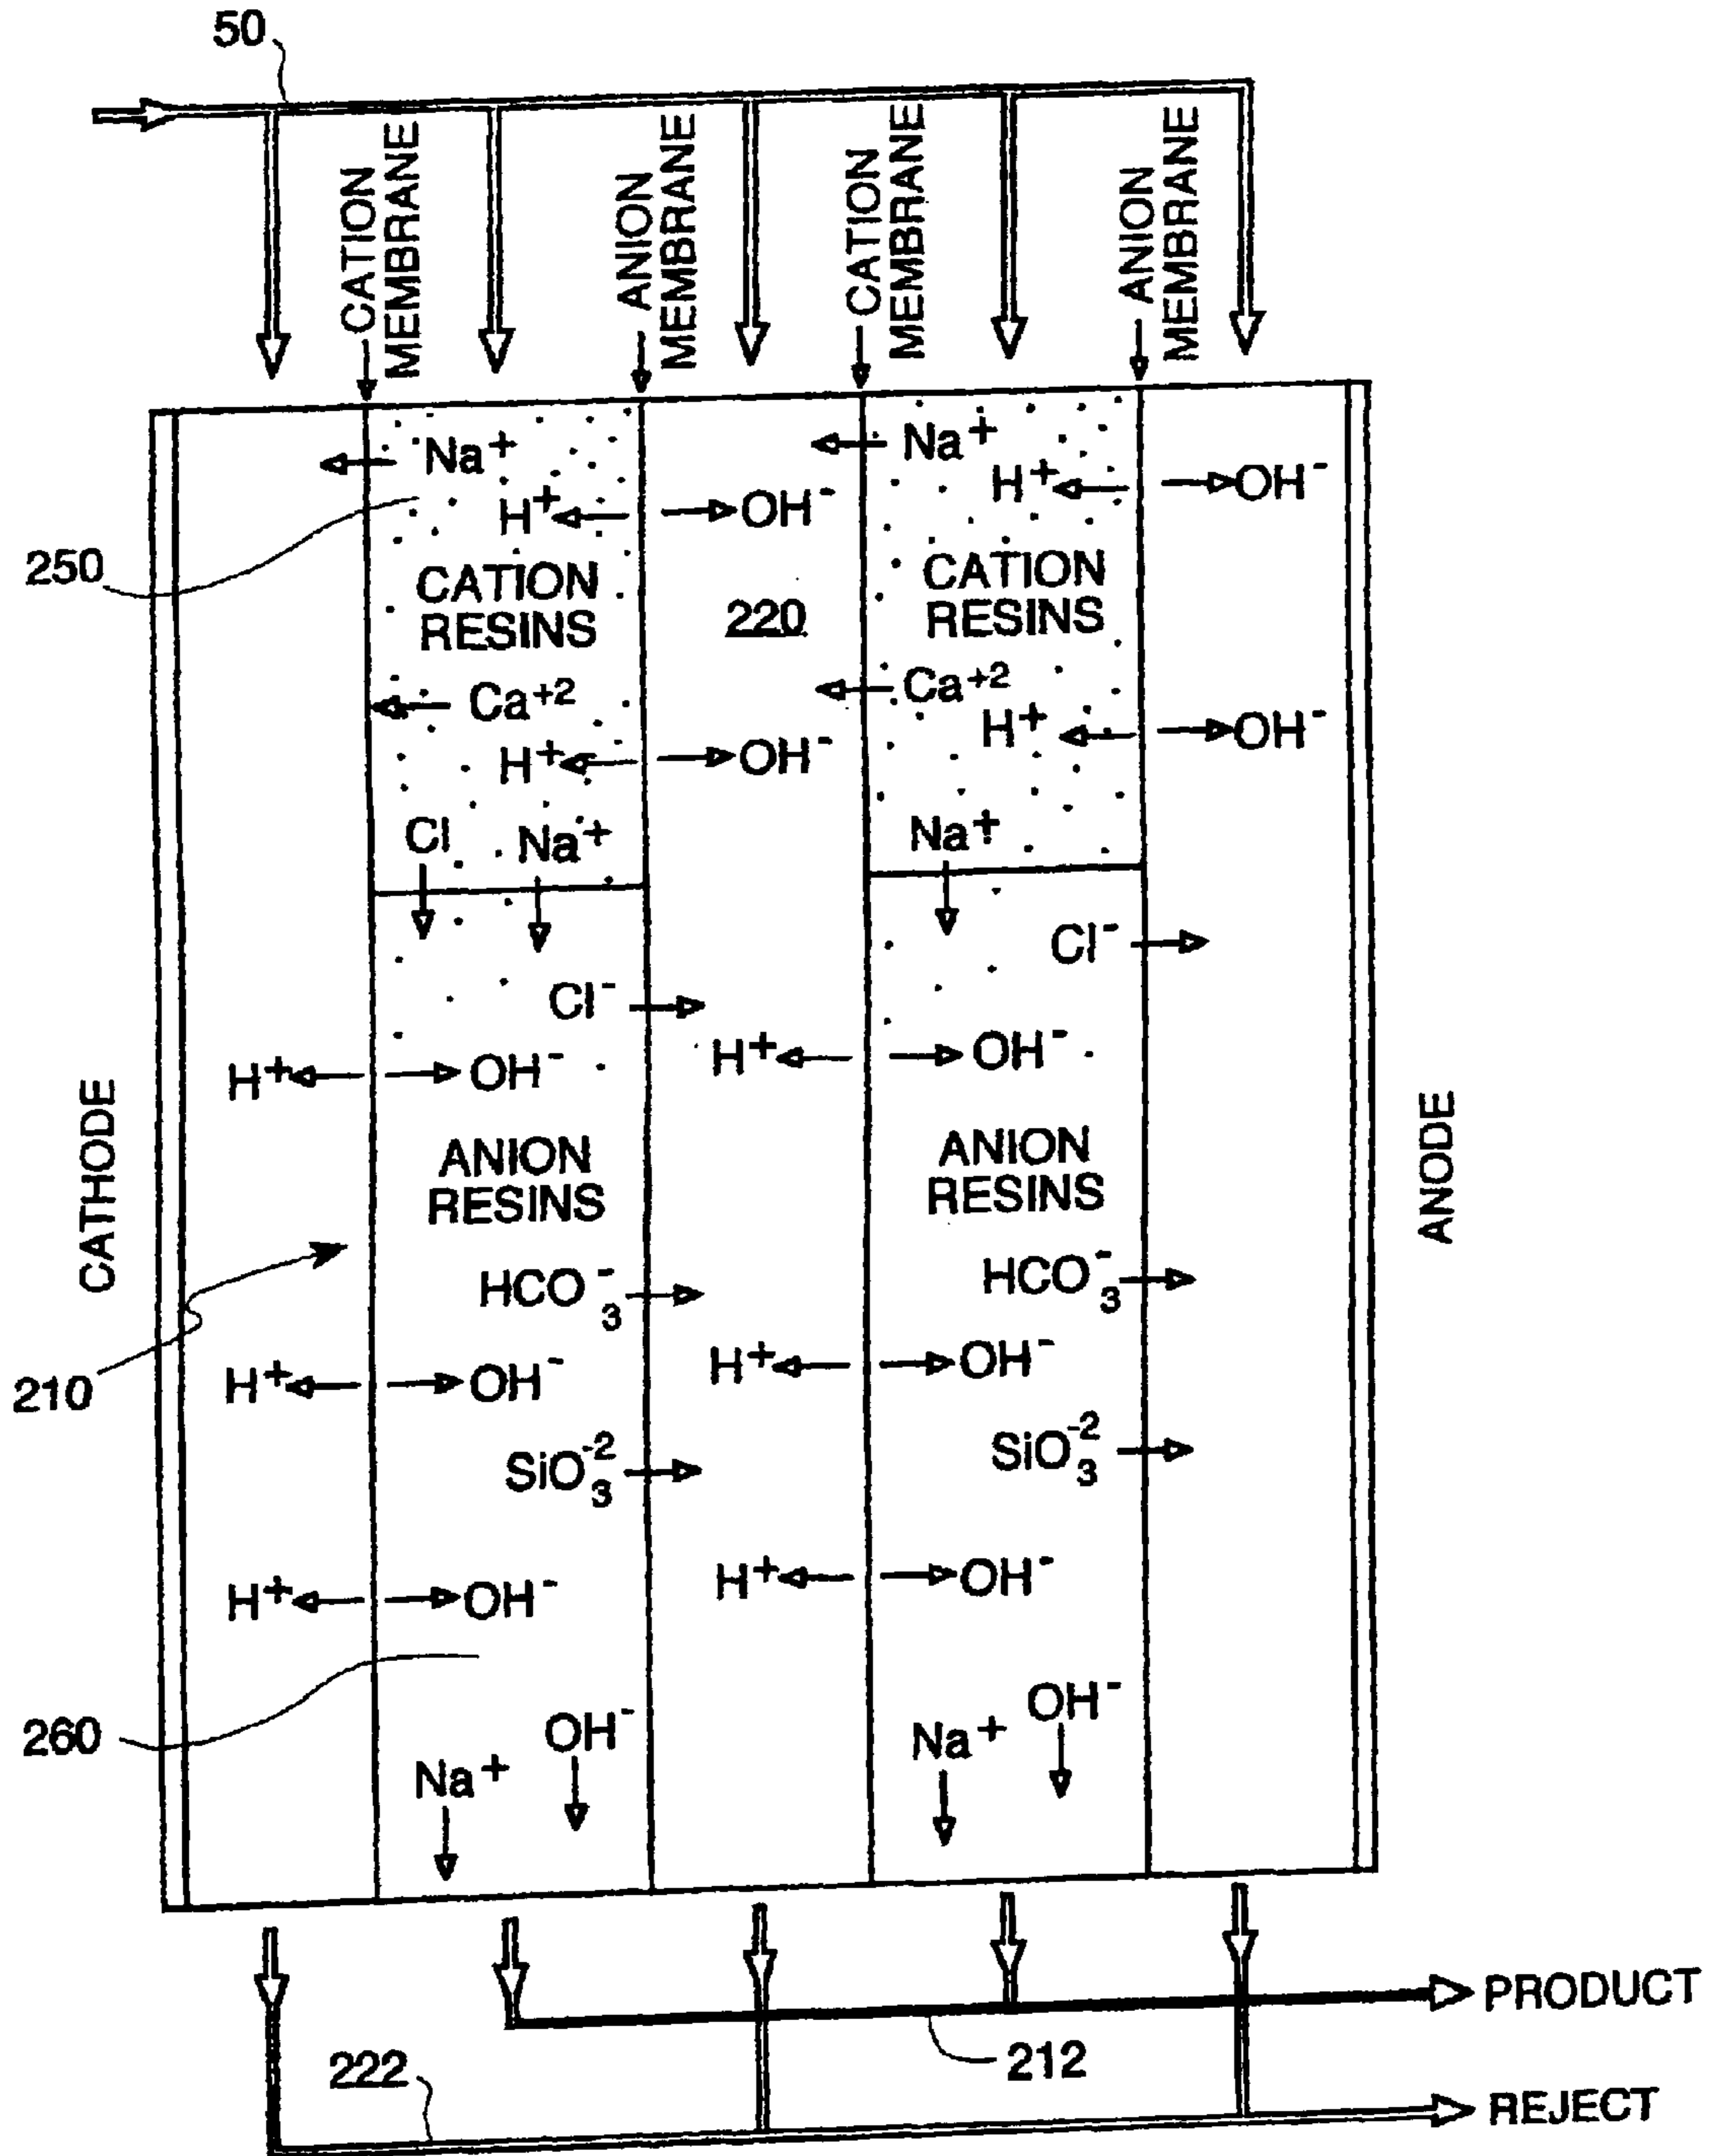 50
CATION
MEMBRANE
ANION
MEMBRANE
CATION
MEMBRANE
ANION
MEMBRANE
Na+
H+
OH-
Na+
H+
OH-
250
CATION
RESINS
220
CATION
RESINS
Ca+2
H+
OH-
Ca+2
H+
OH-
Cl
Na+
Na+
Cl-
Cl-
H+
OH-
H+
OH-
CATHODE
ANION
RESINS
ANION
RESINS
ANODE
210
HCO3-
HCO3-
H+
OH-
H+
OH-
SiO3-2
SiO3-2
H+
OH-
H+
OH-
260
Na+
OH-
Na+
OH-
PRODUCT
212
222
REJECT